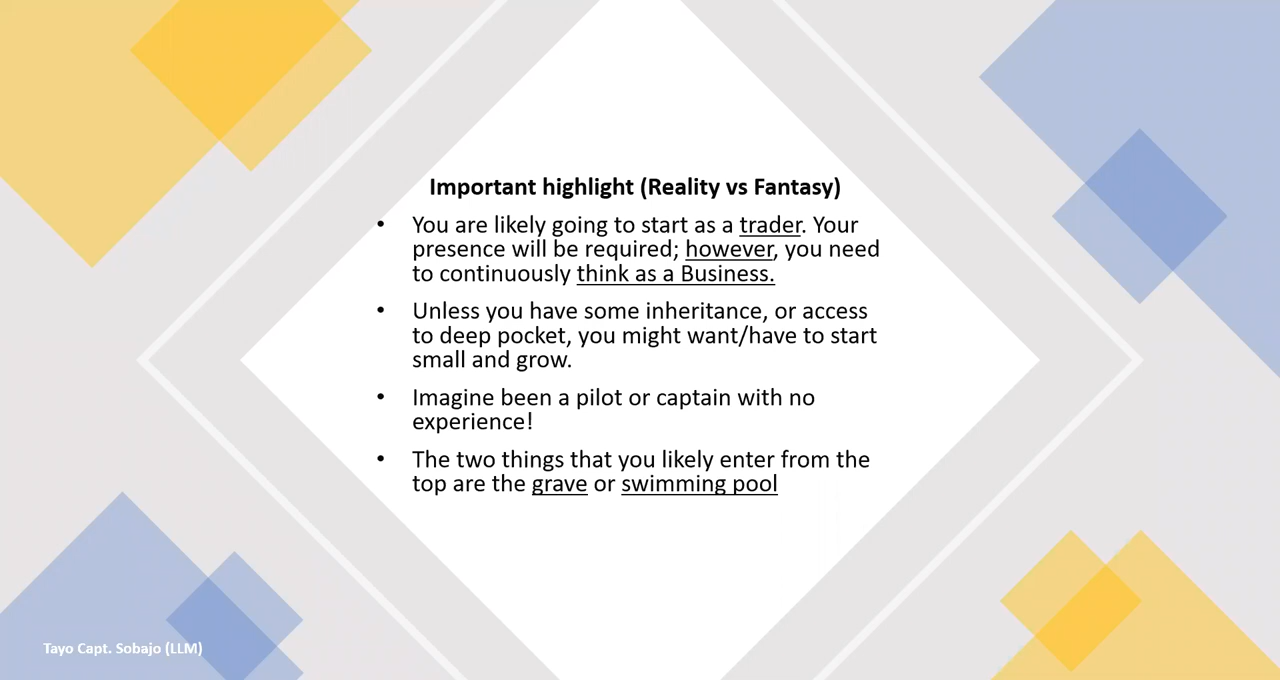 Important highlight (Reality vs Fantasy)
• You are likely going to start as a trader. Your
presence will be required; however, you need
to continuously think as a Business.
• Unless you have some inheritance, or access
to deep pocket, you might want/have to start
small and grow.
• Imagine been a pilot or captain with no
experience!
• The two things that you likely enter from the
top are the grave or swimming pool
Tayo Capt. Sobajo (LLM)